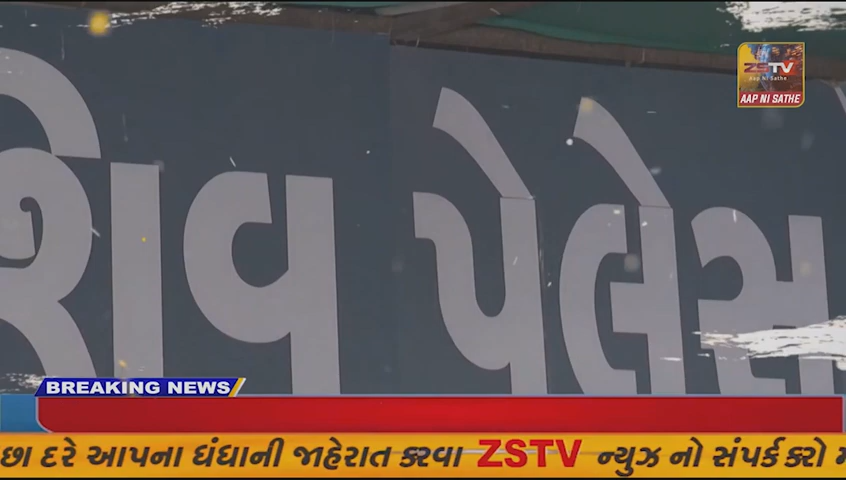 ZSTV
Aap Ni Sathe
AAP NI SATHE
શિવ પેલેસ
BREAKING NEWS
છા દરે આપના ધંધાની જાહેરાત કરવા ZSTV ન્યુઝ નો સંપર્ક કરો